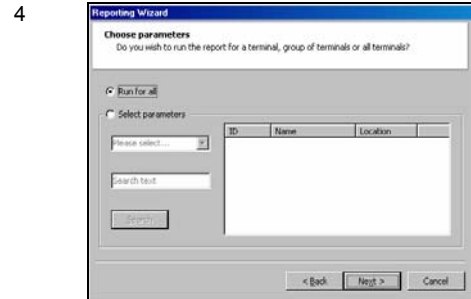 4
Reporting Wizard
Choose parameters
Do you wish to run the report for a terminal, group of terminals or all terminals?
Run for all
Select parameters
Please select....
Search text
Search
ID Name Location
< Back Next > Cancel